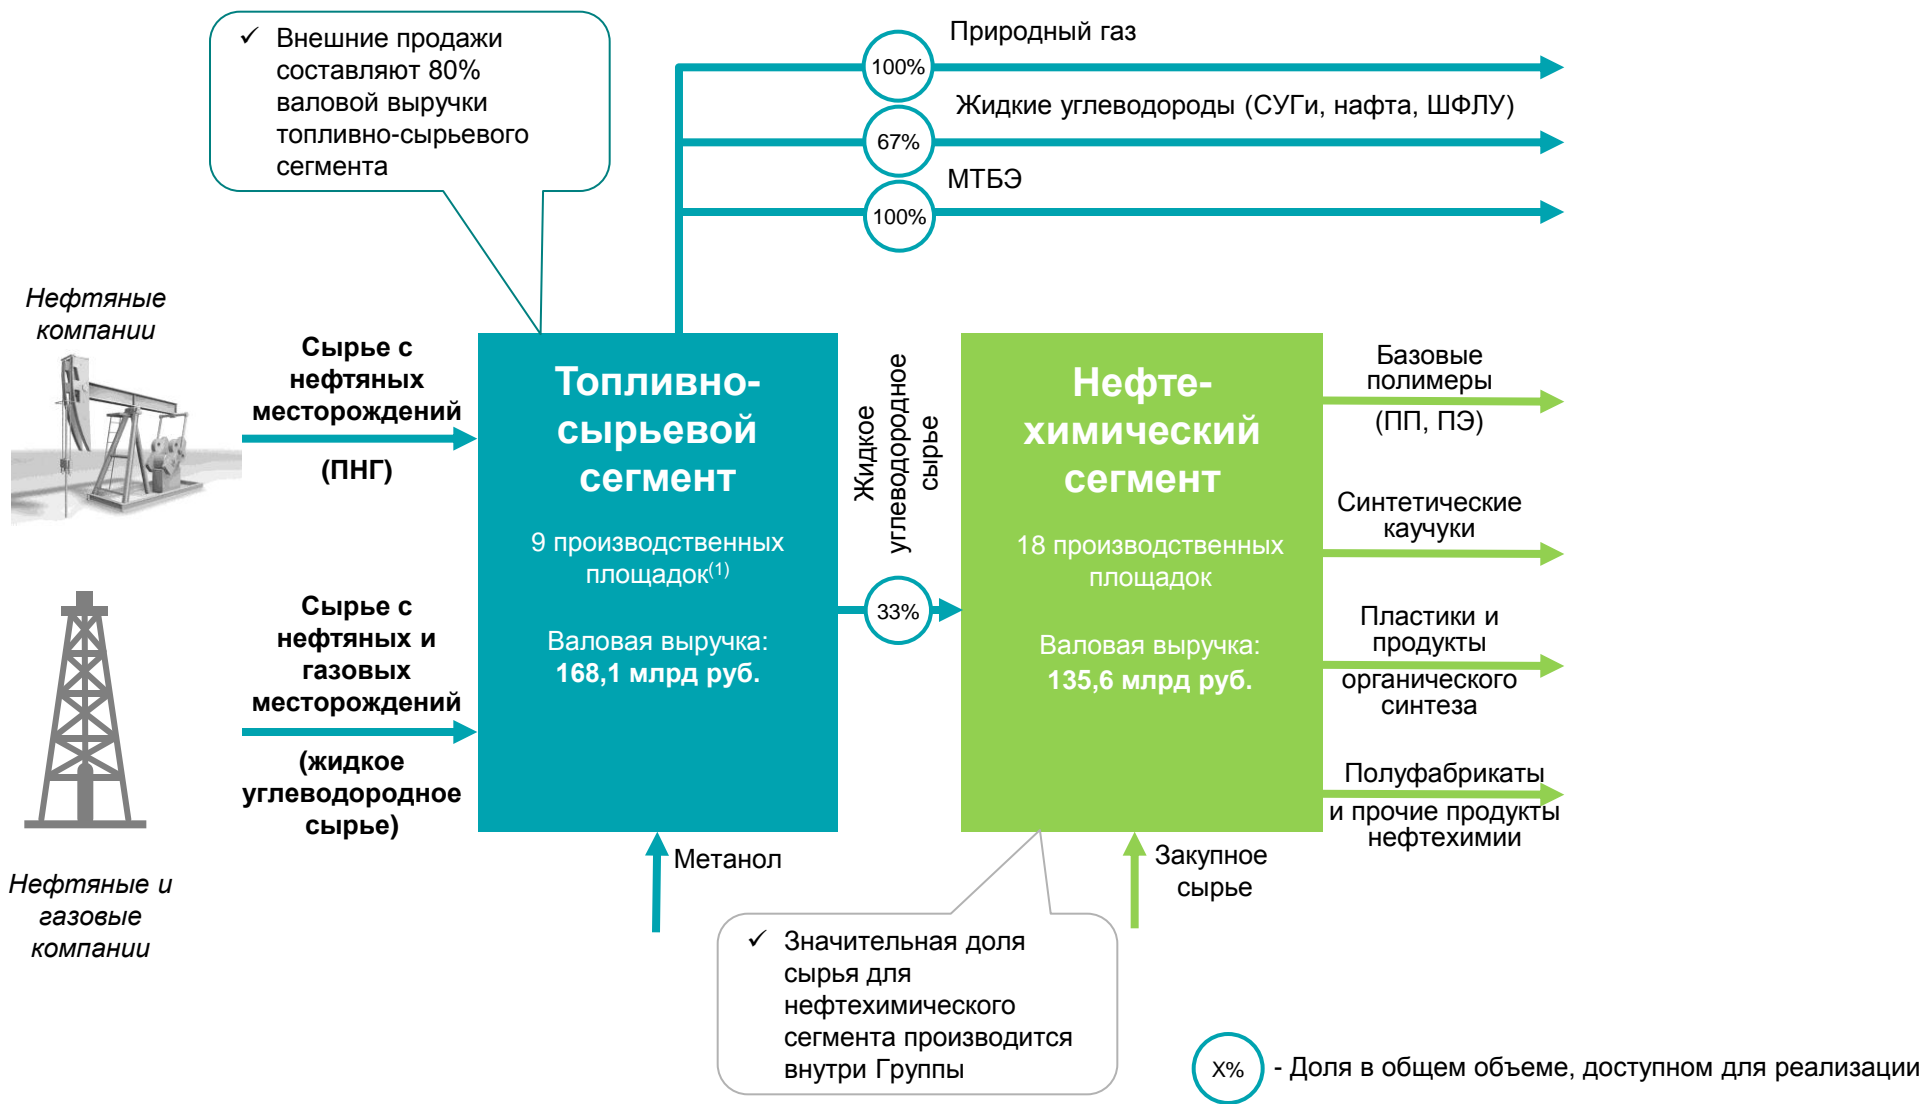 ✓ Внешние продажи
составляют 80%
валовой выручки
топливно-сырьевого
сегмента
Природный газ
100%
Жидкие углеводороды (СУГи, нафта, ШФЛУ)
67%
МТБЭ
100%
Нефтяные
компании
Сырье с
нефтяных
месторождений
(ПНГ)
Сырье с
нефтяных и
газовых
месторождений
(жидкое
углеводородное
сырье)
Нефтяные и
газовые
компании
Топливно-
сырьевой
сегмент
9 производственных
площадок(1)
Валовая выручка:
168,1 млрд руб.
Метанол
Жидкое
углеводородное
сырье
33%
Нефте-
химический
сегмент
18 производственных
площадок
Валовая выручка:
135,6 млрд руб.
Закупное
сырье
Базовые
полимеры
(ПП, ПЭ)
Синтетические
каучуки
Пластики и
продукты
органического
синтеза
Полуфабрикаты
и прочие продукты
нефтехимии
✓ Значительная доля
сырья для
нефтехимического
сегмента производится
внутри Группы
X% - Доля в общем объеме, доступном для реализации